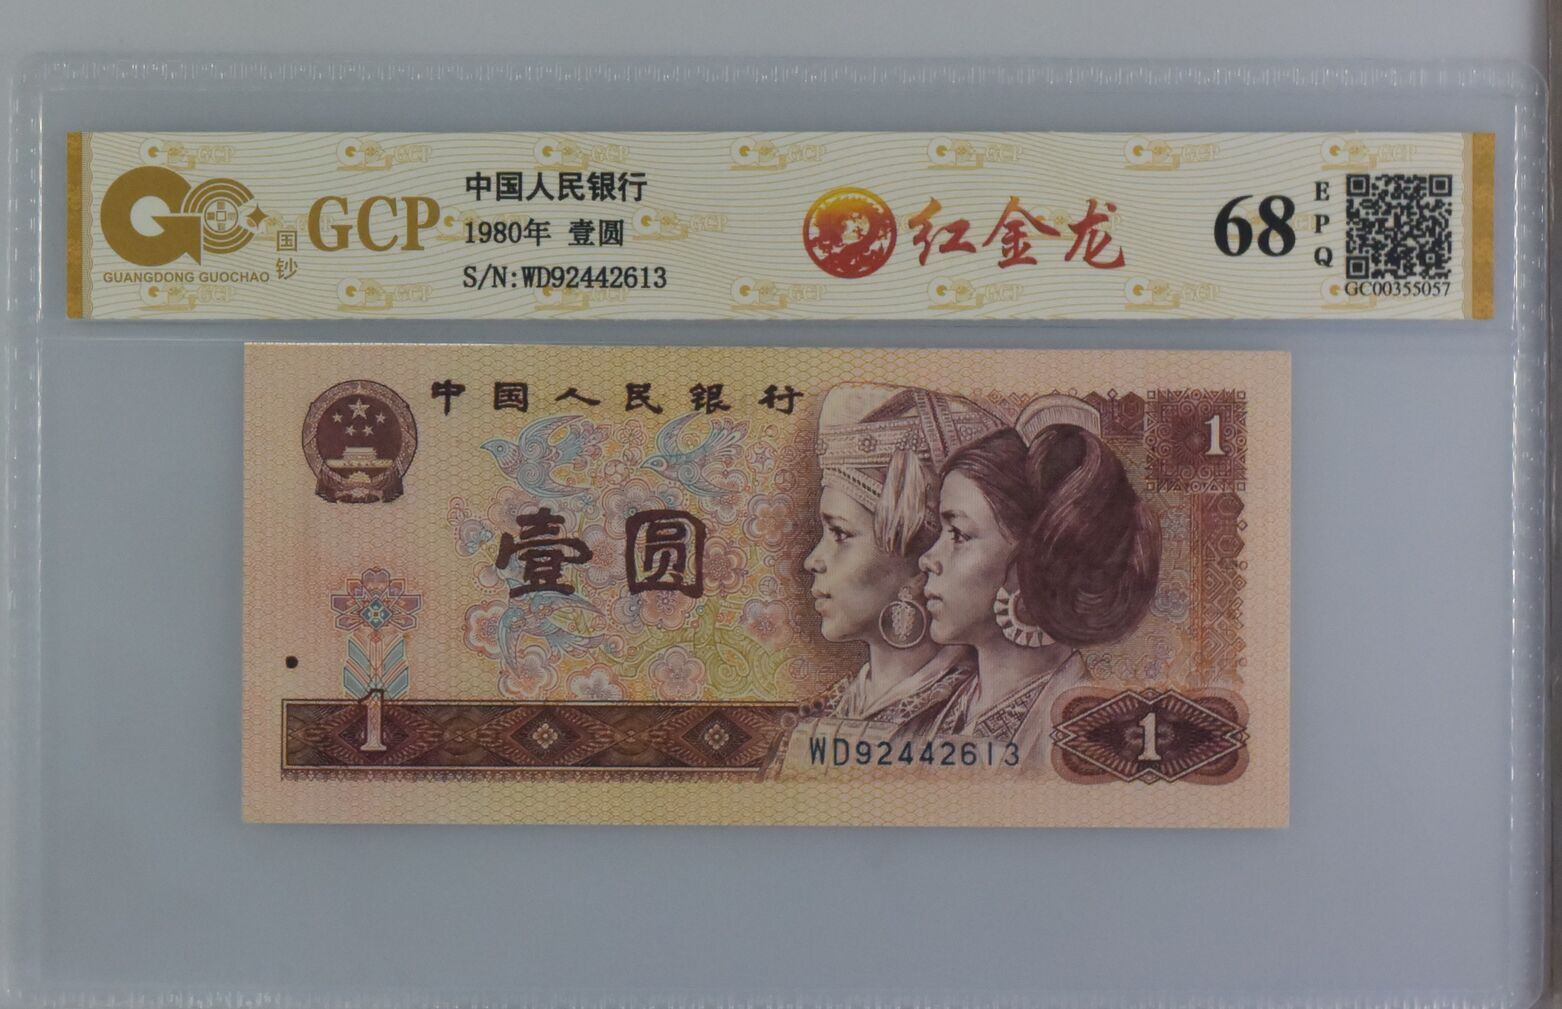 GCP
国钞
GUANGDONG GUOCHAO
中国人民银行
1980年 壹圆
S/N:WD92442613
红金龙
68
EPQ
GC00355057
中国人民银行
1
壹圆
1
WD92442613
1